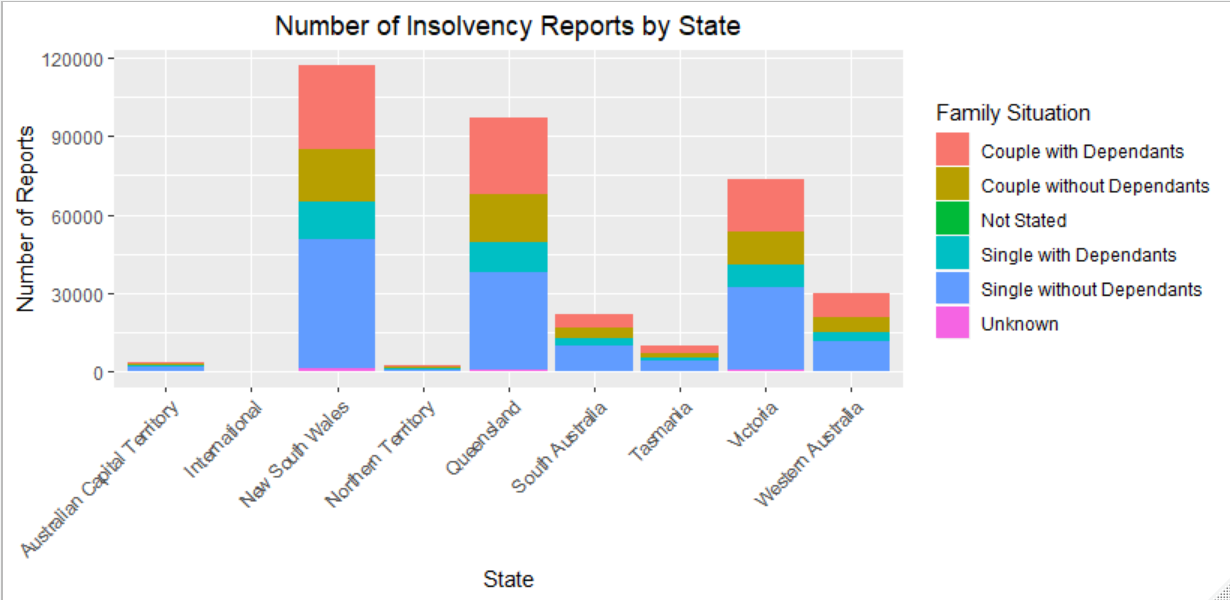 Number of Insolvency Reports by State
Number of Reports
120000
90000
60000
30000
0
Australian Capital Territory
International
New South Wales
Northern Territory
Queensland
South Australia
Tasmania
Victoria
Western Australia
State
Family Situation
Couple with Dependants
Couple without Dependants
Not Stated
Single with Dependants
Single without Dependants
Unknown